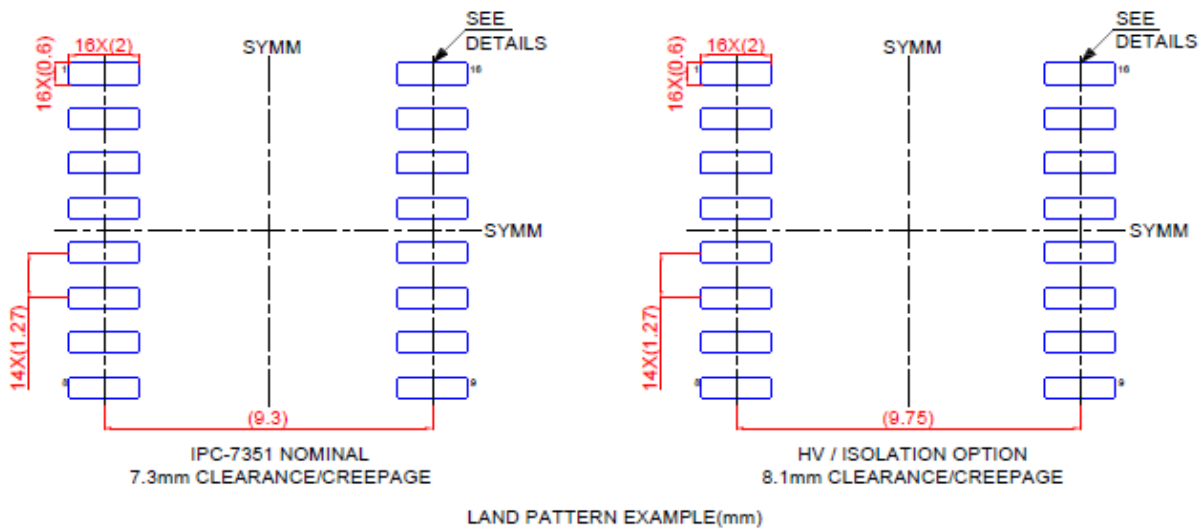 SEE
DETAILS
16X(2)
SYMM
16X(0.6)
1
16
SYMM
14X(1.27)
8
9
(9.3)
IPC-7351 NOMINAL
7.3mm CLEARANCE/CREEPAGE
SEE
DETAILS
16X(2)
SYMM
16X(0.6)
1
16
SYMM
14X(1.27)
8
9
(9.75)
HV / ISOLATION OPTION
8.1mm CLEARANCE/CREEPAGE
LAND PATTERN EXAMPLE(mm)